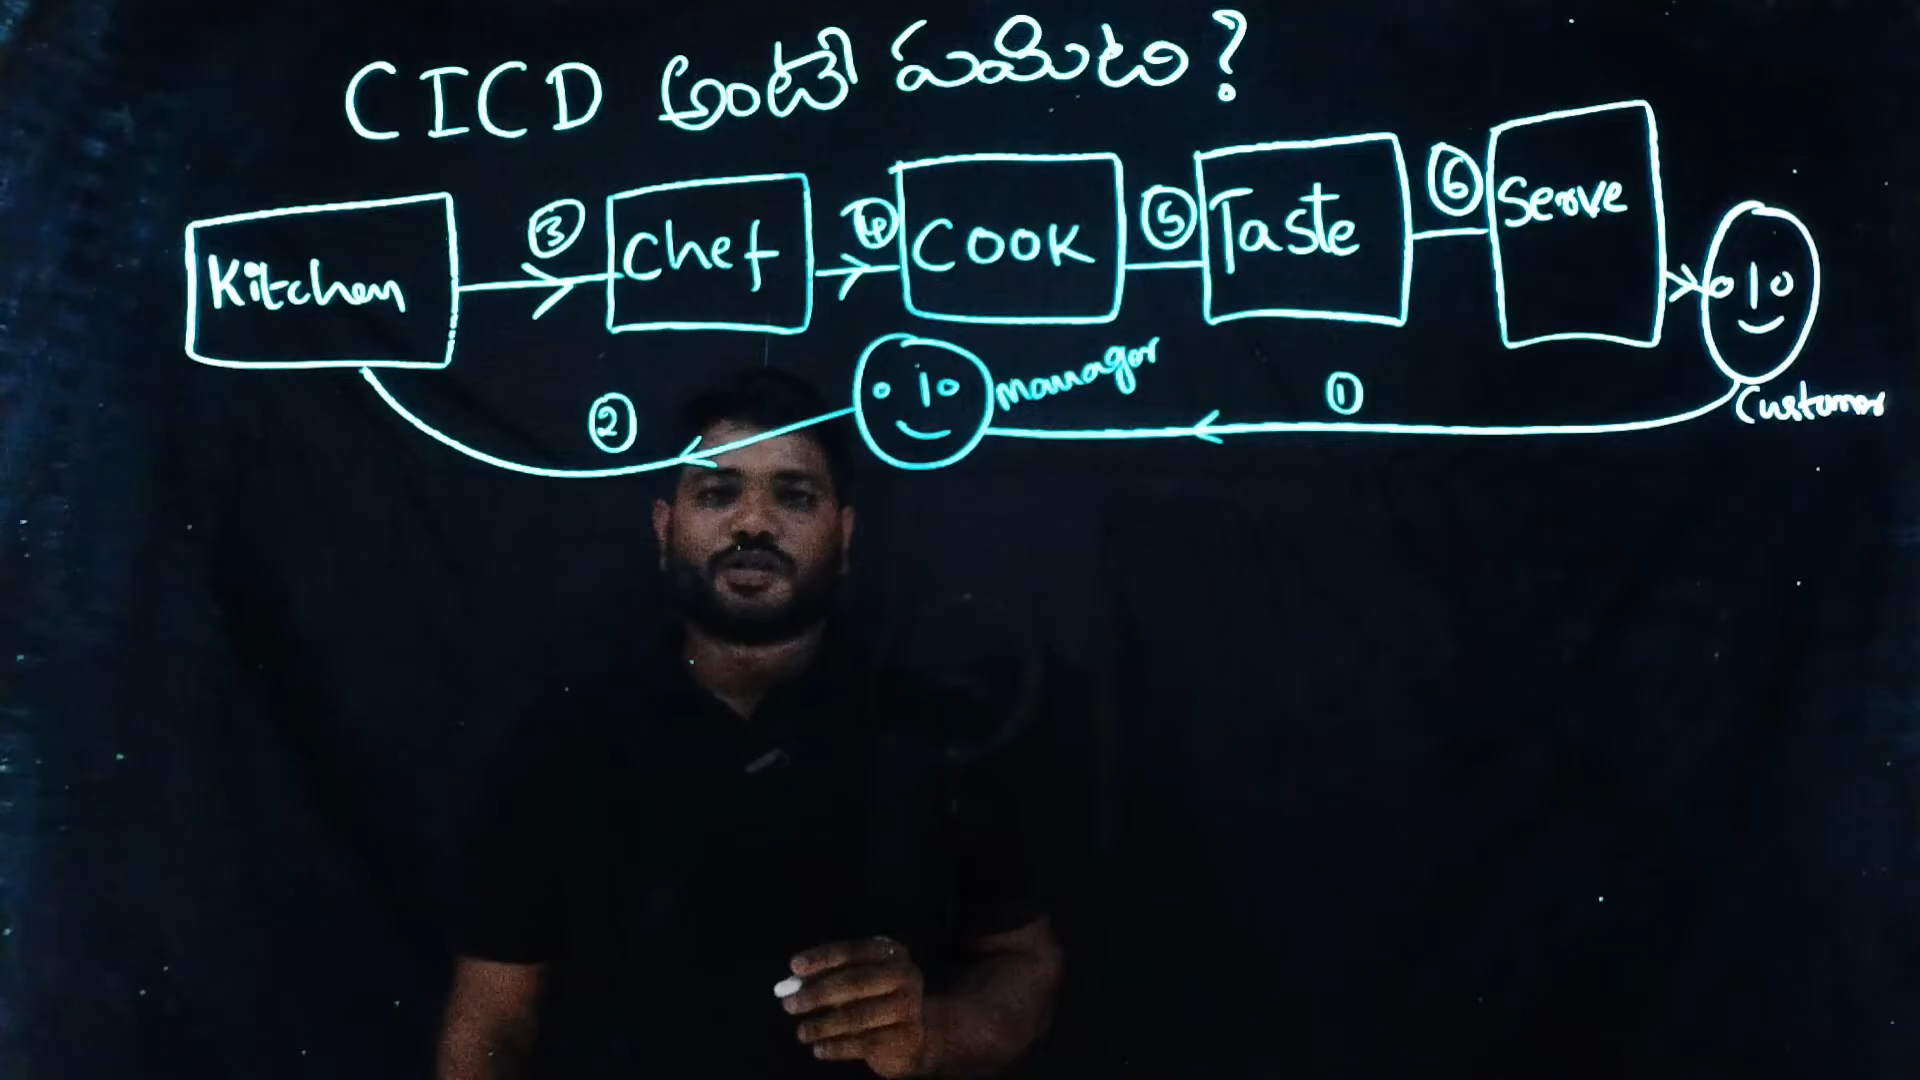 CICD అంటే ఏమిటి?
Kitchen ③ Chef ④ Cook ⑤ Taste ⑥ Serve
② manager ① Customer